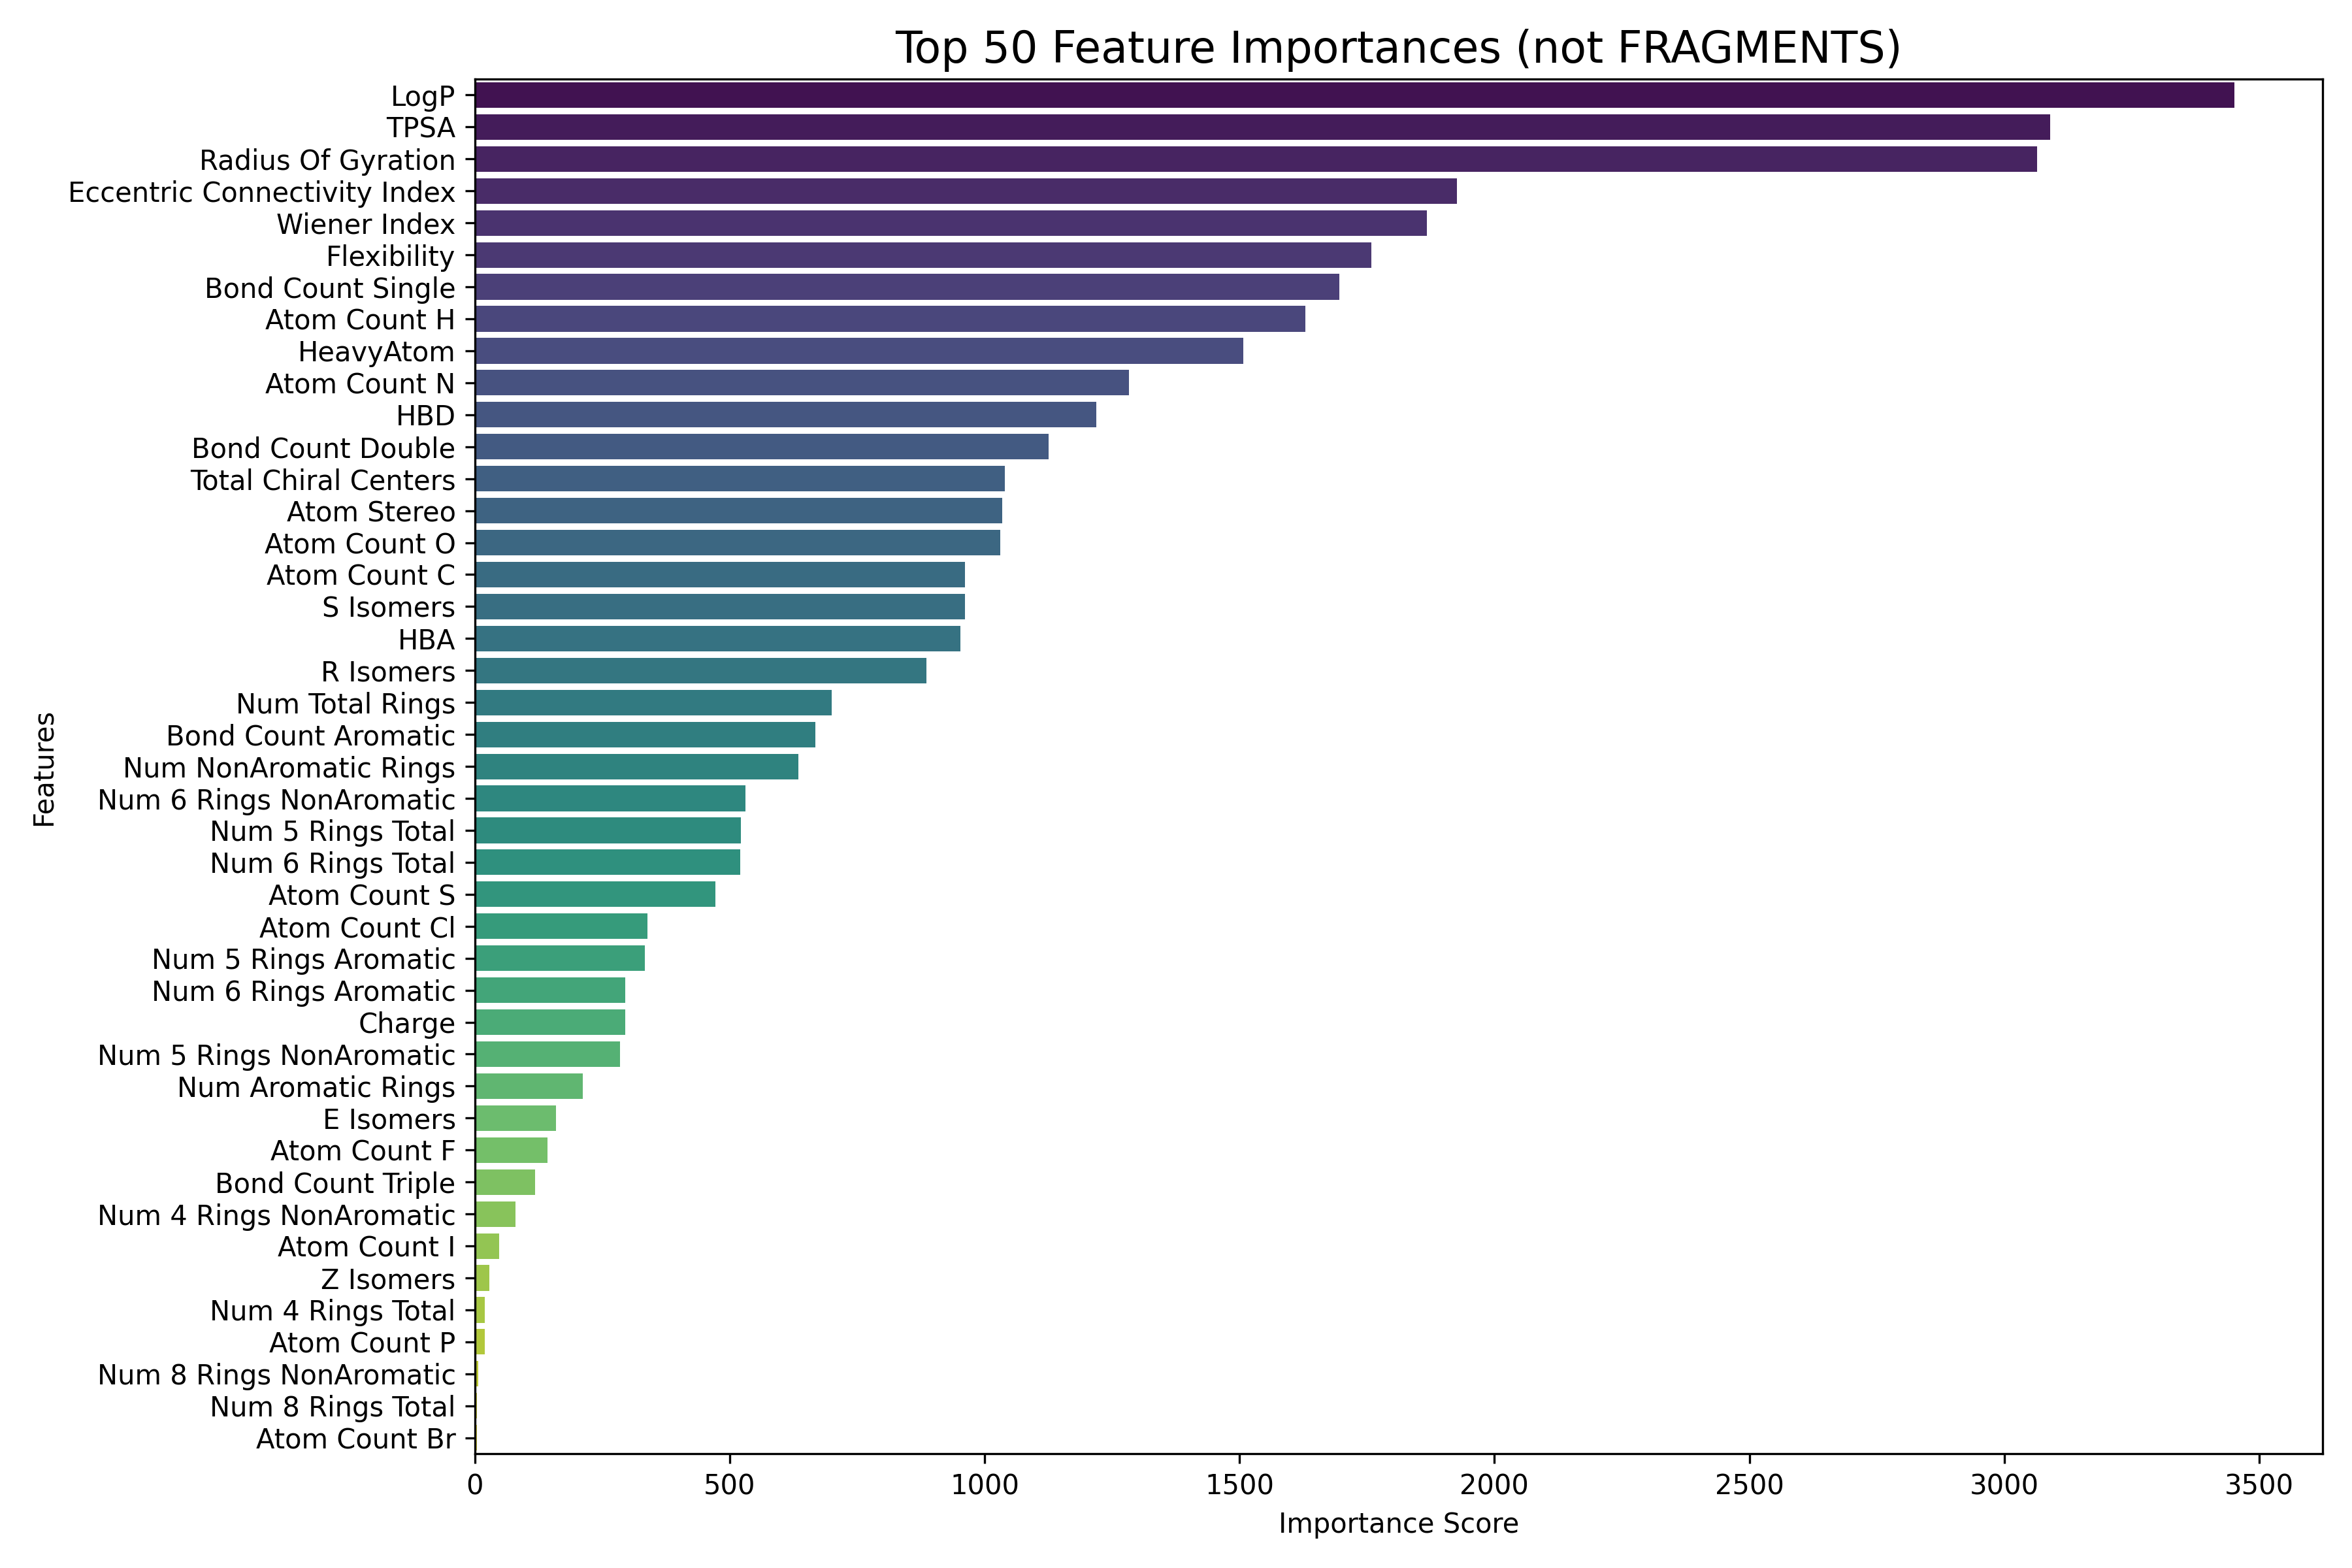 Top 50 Feature Importances (not FRAGMENTS)
LogP
TPSA
Radius Of Gyration
Eccentric Connectivity Index
Wiener Index
Flexibility
Bond Count Single
Atom Count H
HeavyAtom
Atom Count N
HBD
Bond Count Double
Total Chiral Centers
Atom Stereo
Atom Count O
Atom Count C
S Isomers
HBA
R Isomers
Num Total Rings
Bond Count Aromatic
Num NonAromatic Rings
Num 6 Rings NonAromatic
Num 5 Rings Total
Num 6 Rings Total
Atom Count S
Atom Count Cl
Num 5 Rings Aromatic
Num 6 Rings Aromatic
Charge
Num 5 Rings NonAromatic
Num Aromatic Rings
E Isomers
Atom Count F
Bond Count Triple
Num 4 Rings NonAromatic
Atom Count I
Z Isomers
Num 4 Rings Total
Atom Count P
Num 8 Rings NonAromatic
Num 8 Rings Total
Atom Count Br
Features
0 500 1000 1500 2000 2500 3000 3500
Importance Score